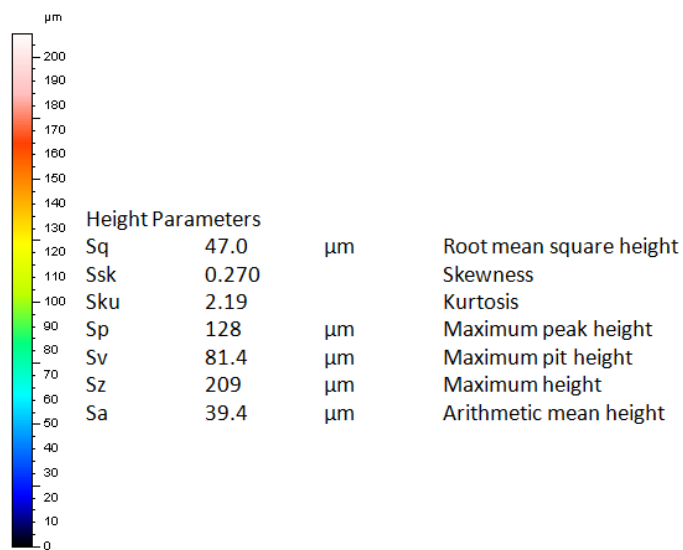 µm
200
190
180
170
160
150
140
130
120
110
100
90
80
70
60
50
40
30
20
10
0
Height Parameters
Sq 47.0 µm Root mean square height
Ssk 0.270 Skewness
Sku 2.19 Kurtosis
Sp 128 µm Maximum peak height
Sv 81.4 µm Maximum pit height
Sz 209 µm Maximum height
Sa 39.4 µm Arithmetic mean height